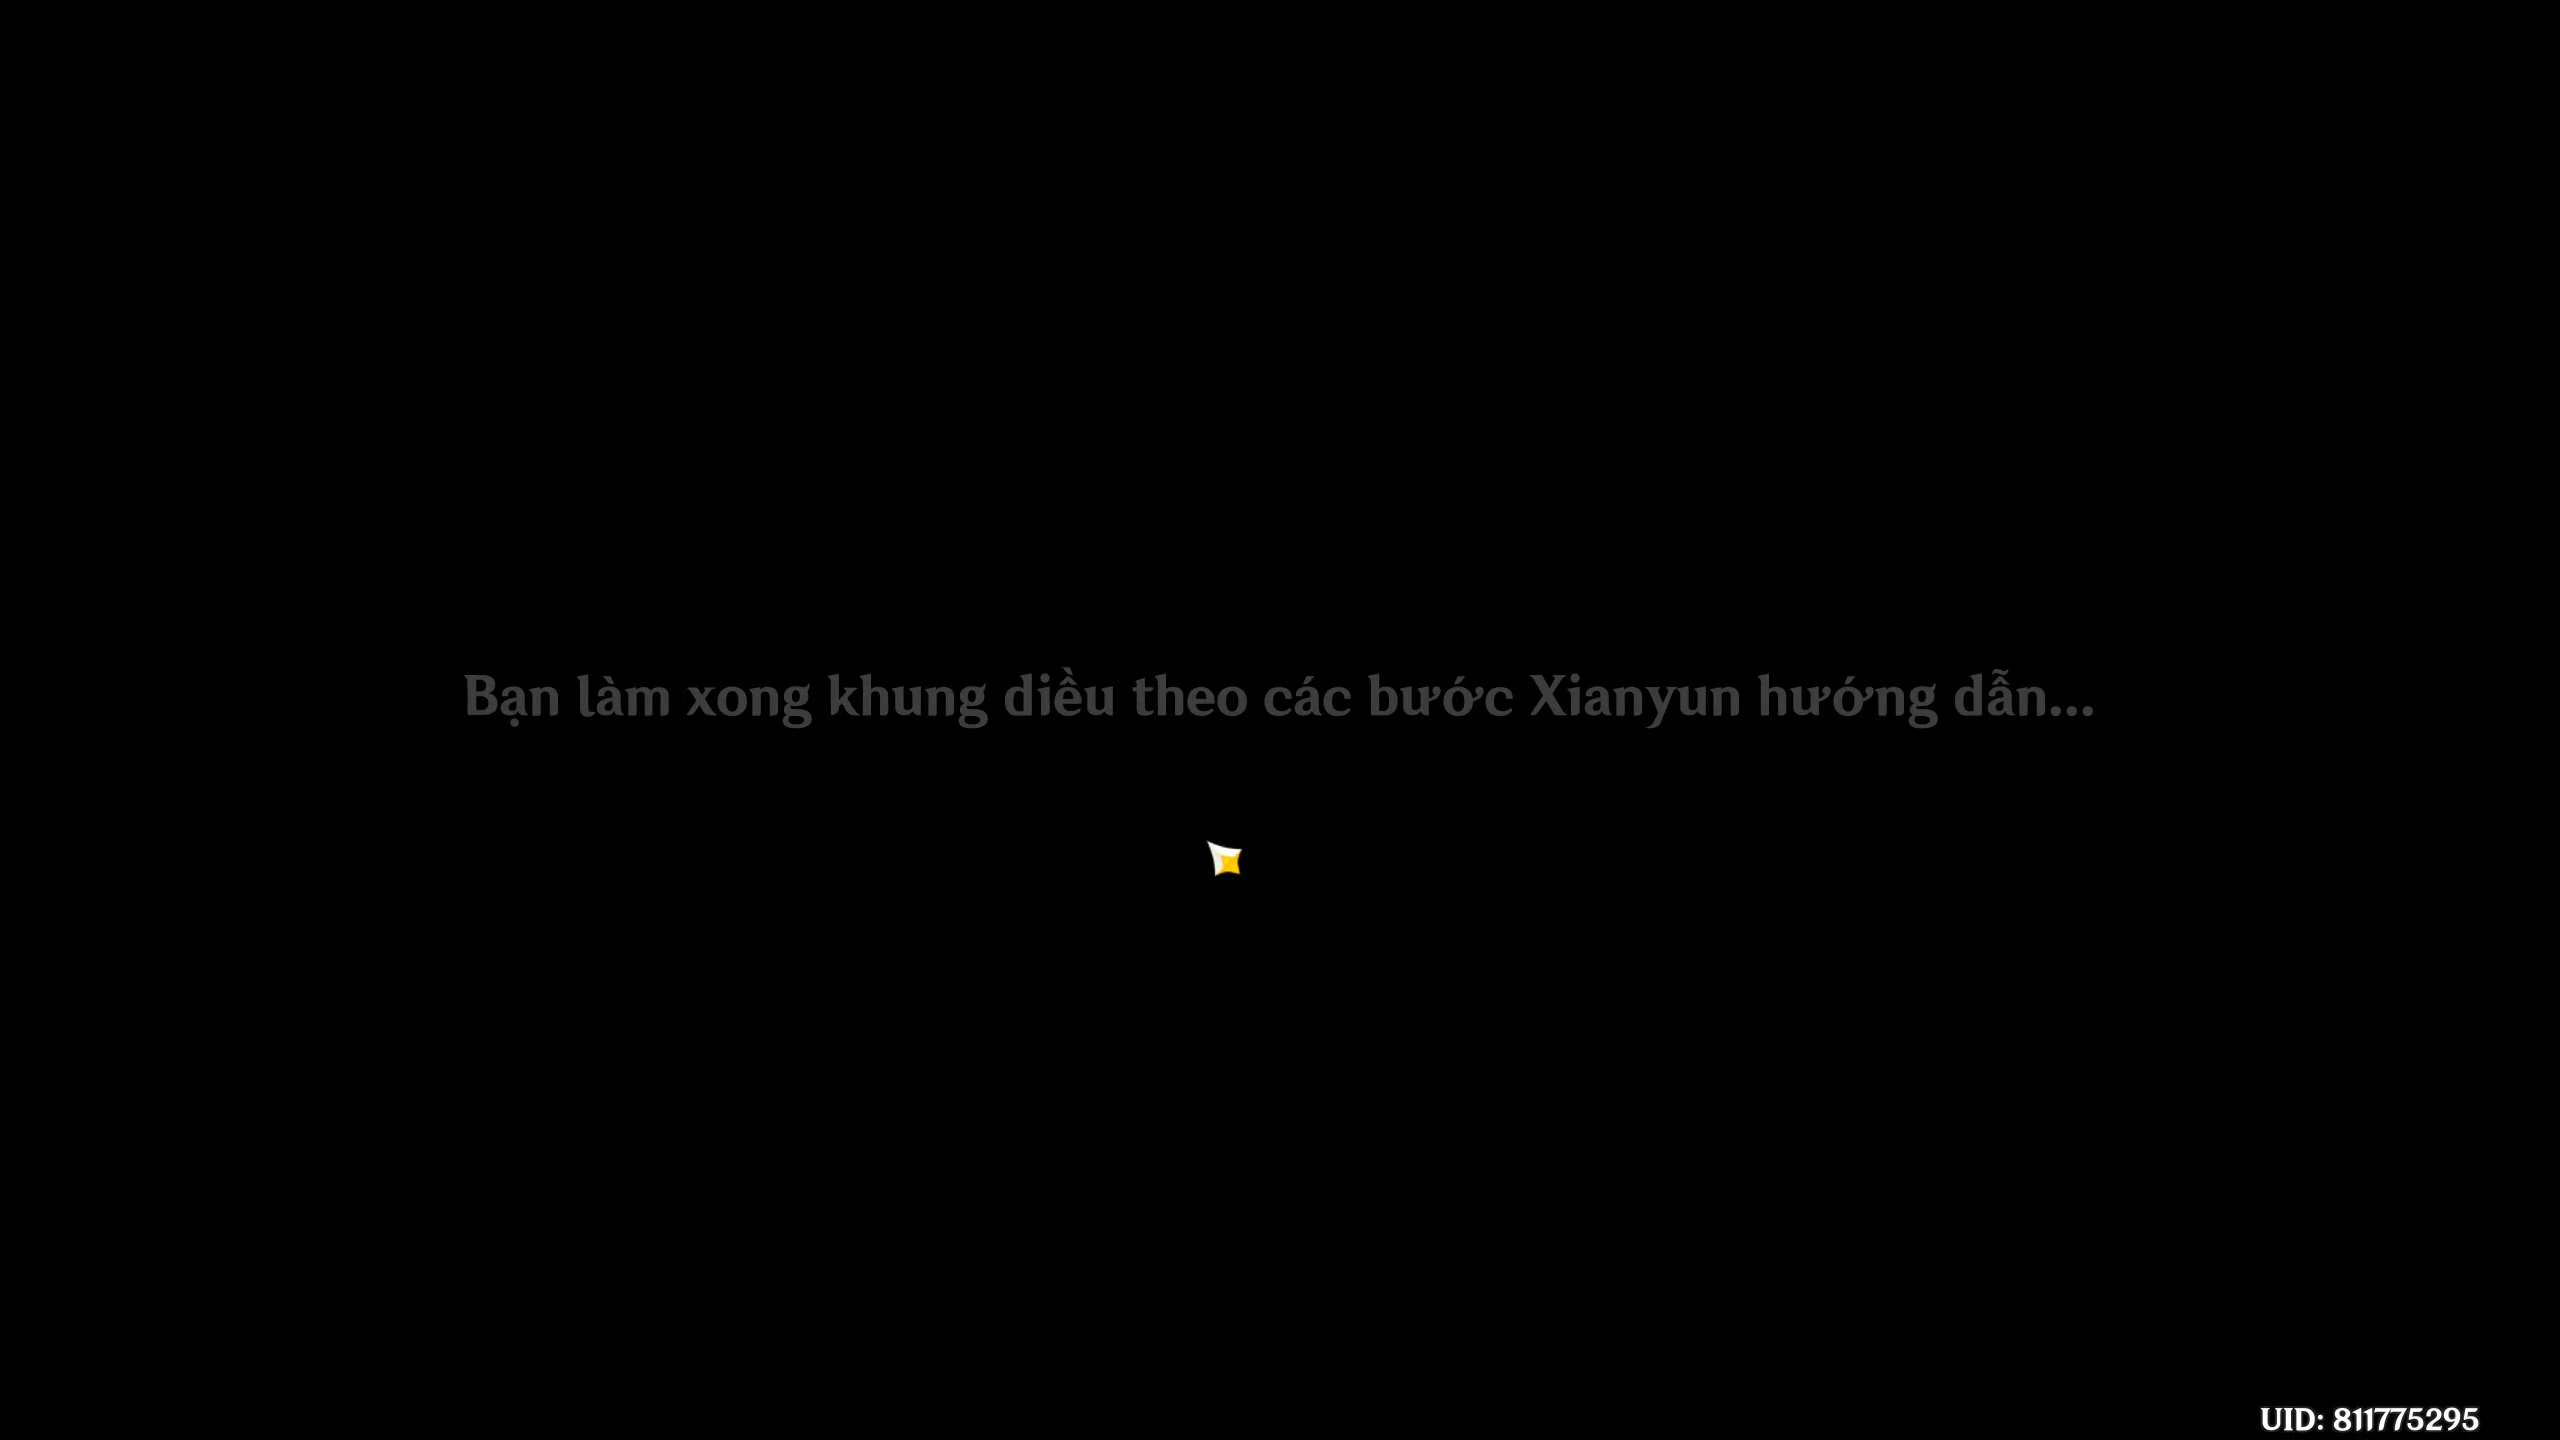 Bạn làm xong khung diều theo các bước Xianyun hướng dẫn...
UID: 811775295